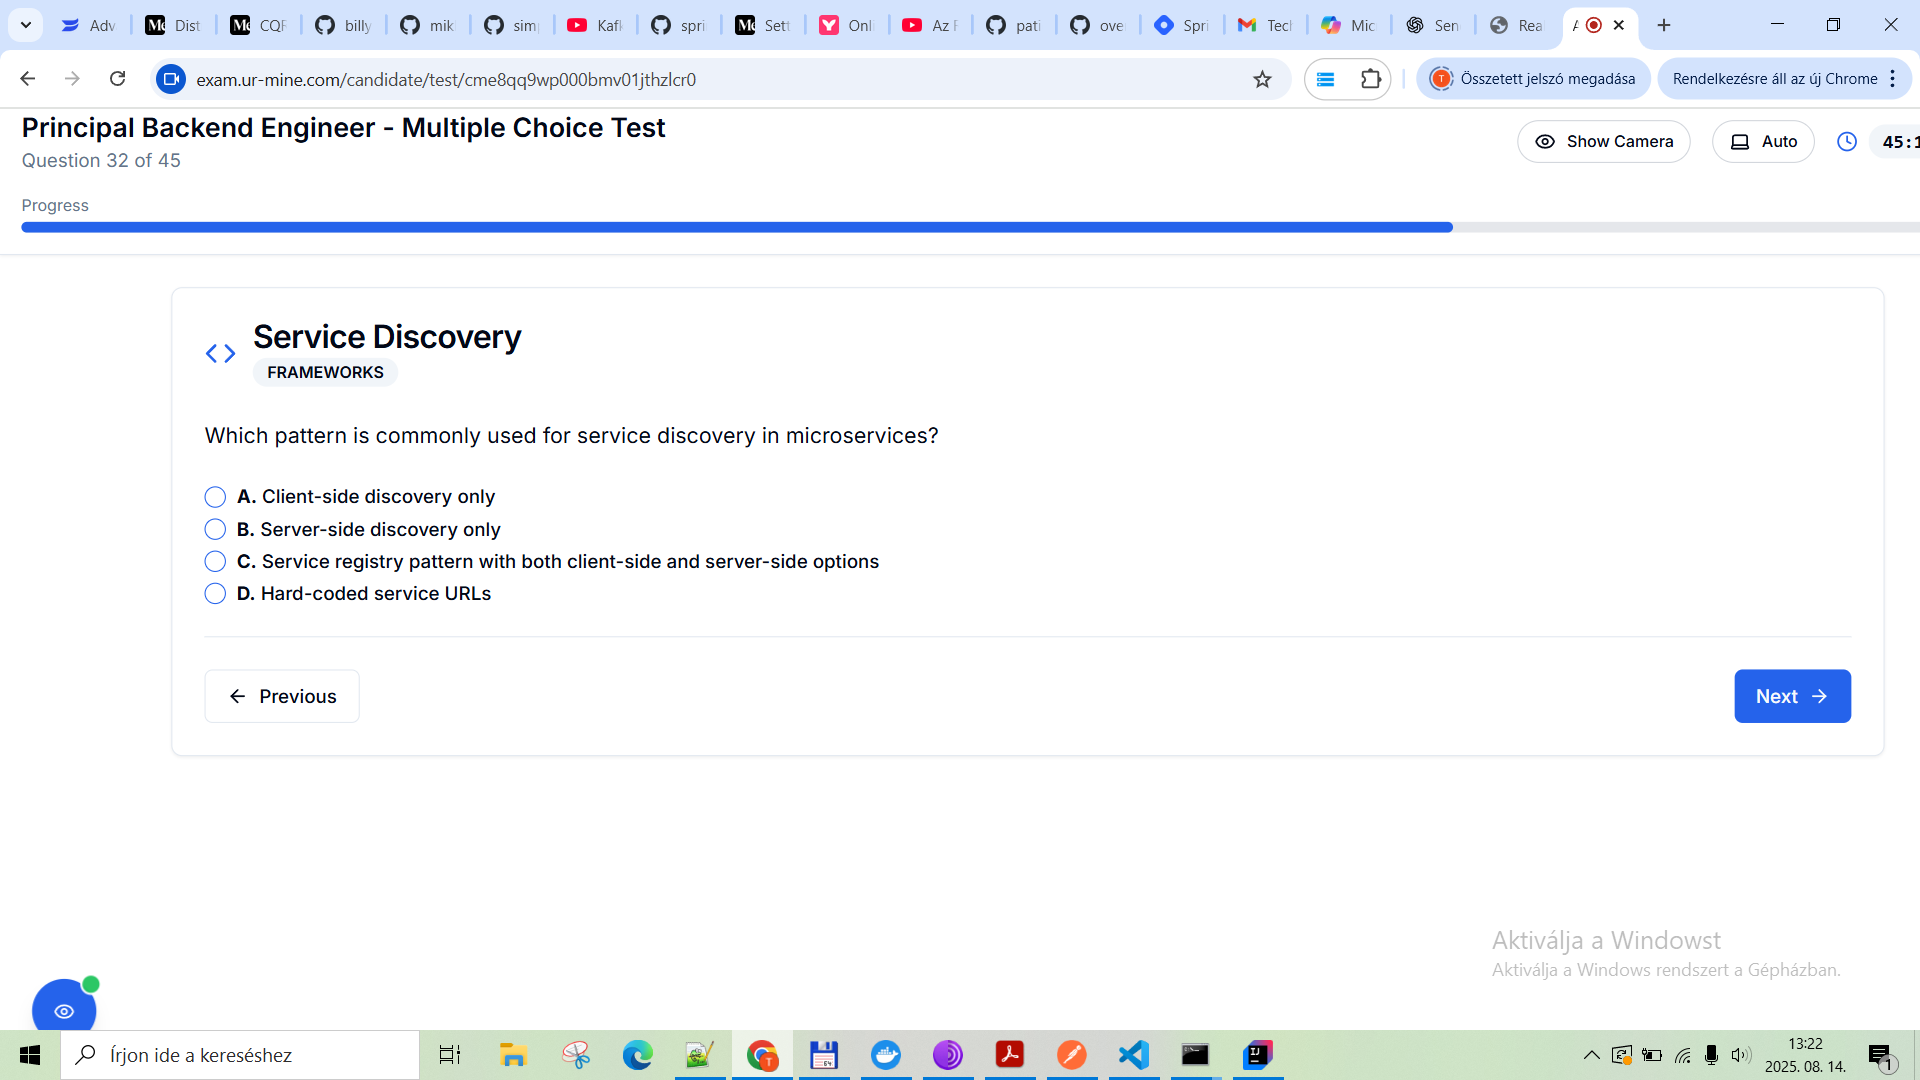 Adv
Dist
CQR
billy
mik
sim
Kafk
spri
Sett
Onli
Az F
pati
ove
Spri
Tech
Mic
Sen
Rea
exam.ur-mine.com/candidate/test/cme8qq9wp000bmv01jthzlcr0
Összetett jelszó megadása
Rendelkezésre áll az új Chrome
Principal Backend Engineer - Multiple Choice Test
Question 32 of 45
Show Camera
Auto
45:1
Progress
Service Discovery
FRAMEWORKS
Which pattern is commonly used for service discovery in microservices?
A. Client-side discovery only
B. Server-side discovery only
C. Service registry pattern with both client-side and server-side options
D. Hard-coded service URLs
Previous
Next
Aktiválja a Windowst
Aktiválja a Windows rendszert a Gépházban.
Írjon ide a kereséshez
13:22
2025. 08. 14.
1